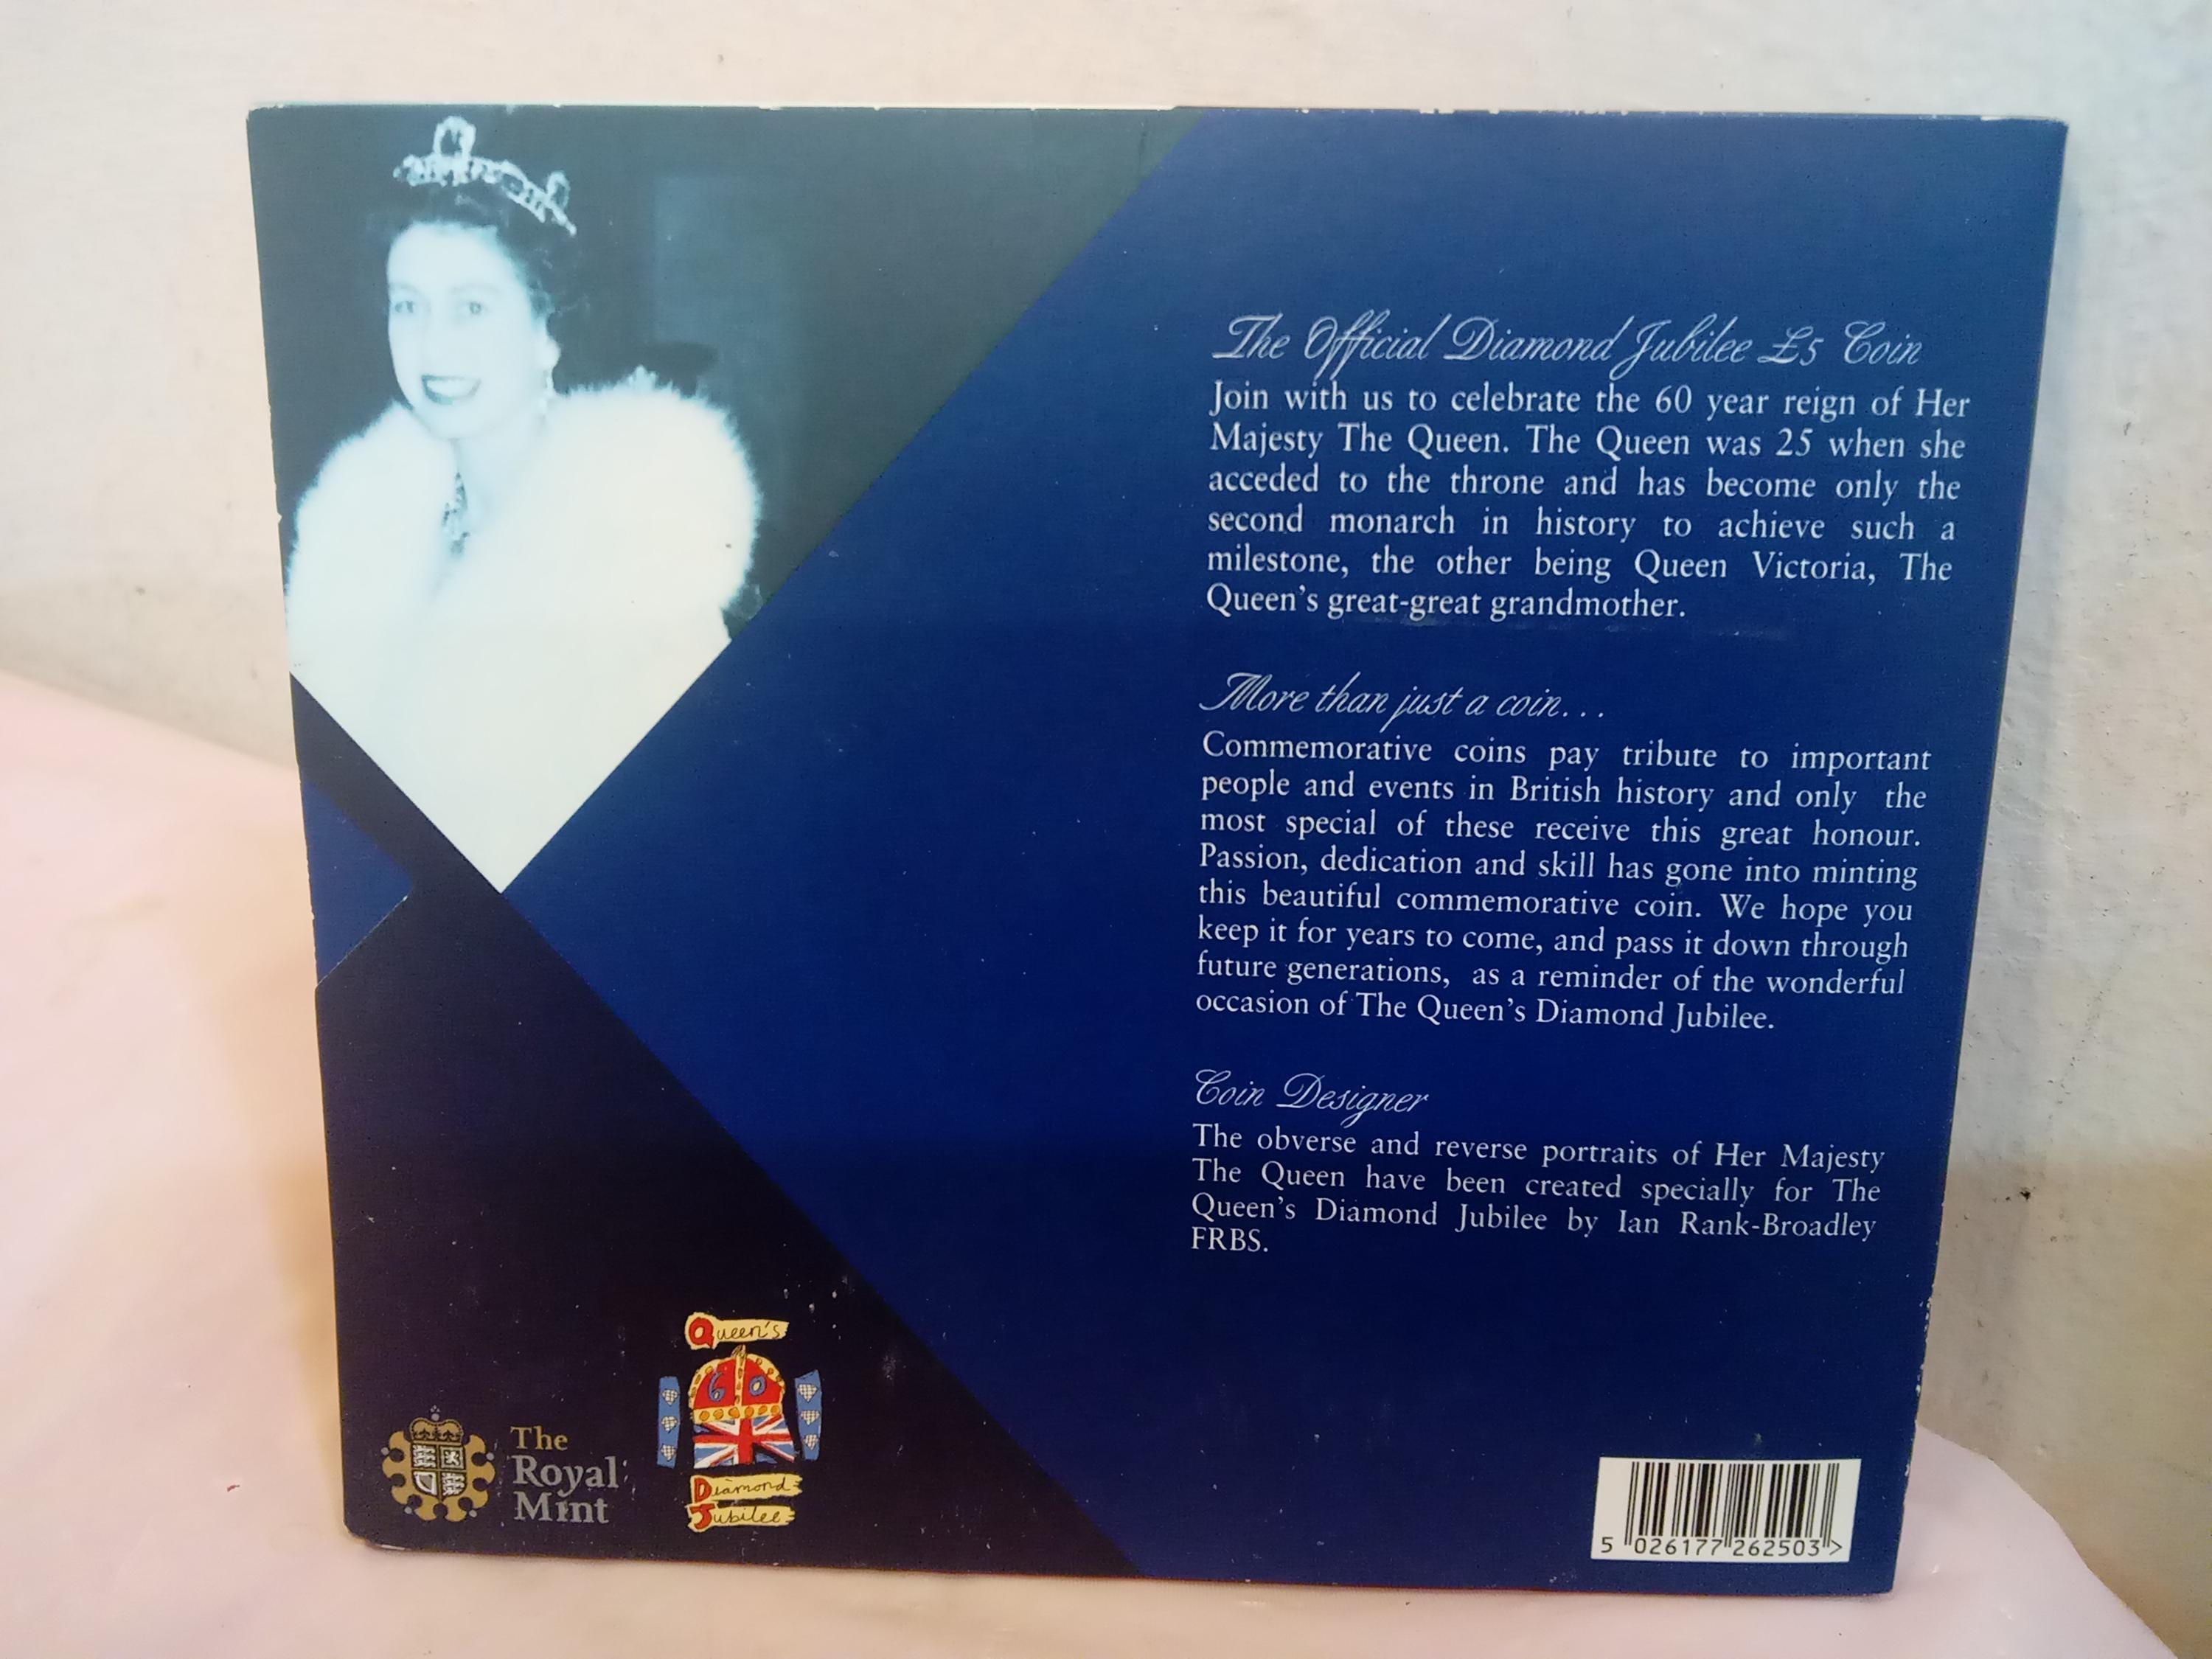 The Official Diamond Jubilee £5 Coin
Join with us to celebrate the 60 year reign of Her
Majesty The Queen. The Queen was 25 when she
acceded to the throne and has become only the
second monarch in history to achieve such a
milestone, the other being Queen Victoria, The
Queen's great-great grandmother.
More than just a coin...
Commemorative coins pay tribute to important
people and events in British history and only the
most special of these receive this great honour.
Passion, dedication and skill has gone into minting
this beautiful commemorative coin. We hope you
keep it for years to come, and pass it down through
future generations, as a reminder of the wonderful
occasion of The Queen's Diamond Jubilee.
Coin Designer
The obverse and reverse portraits of Her Majesty
The Queen have been created specially for The
Queen's Diamond Jubilee by Ian Rank-Broadley
FRBS.
The
Royal
Mint
Queen's
60
Diamond
Jubilee
5 026177 262503 >